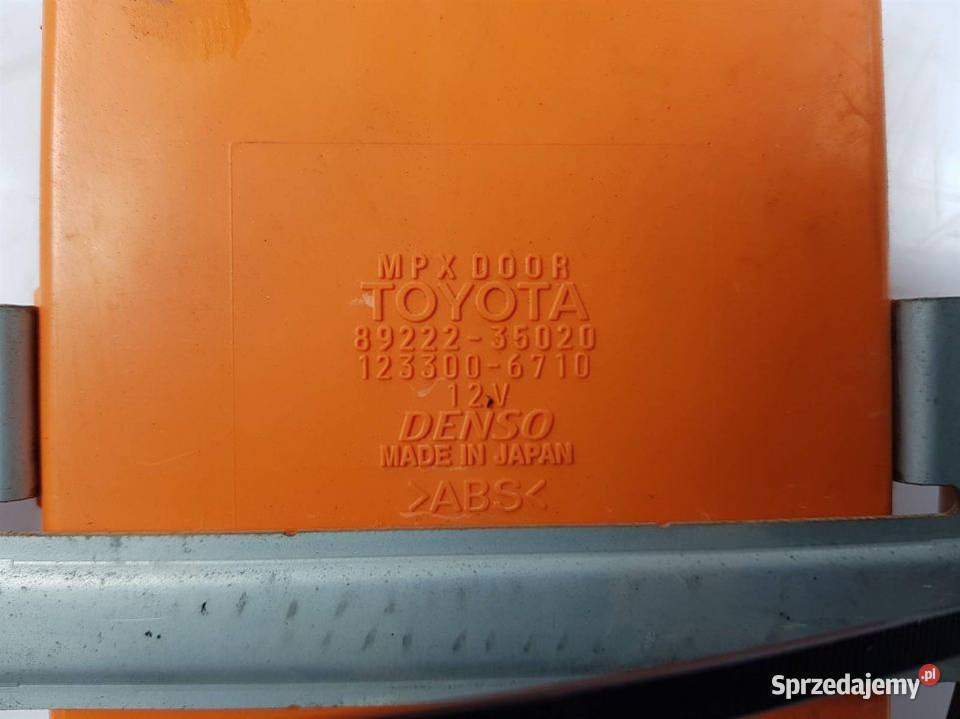 MPX DOOR
TOYOTA
89222-35020
123300-6710
12V
DENSO
MADE IN JAPAN
>ABS<
Sprzedajemy.pl